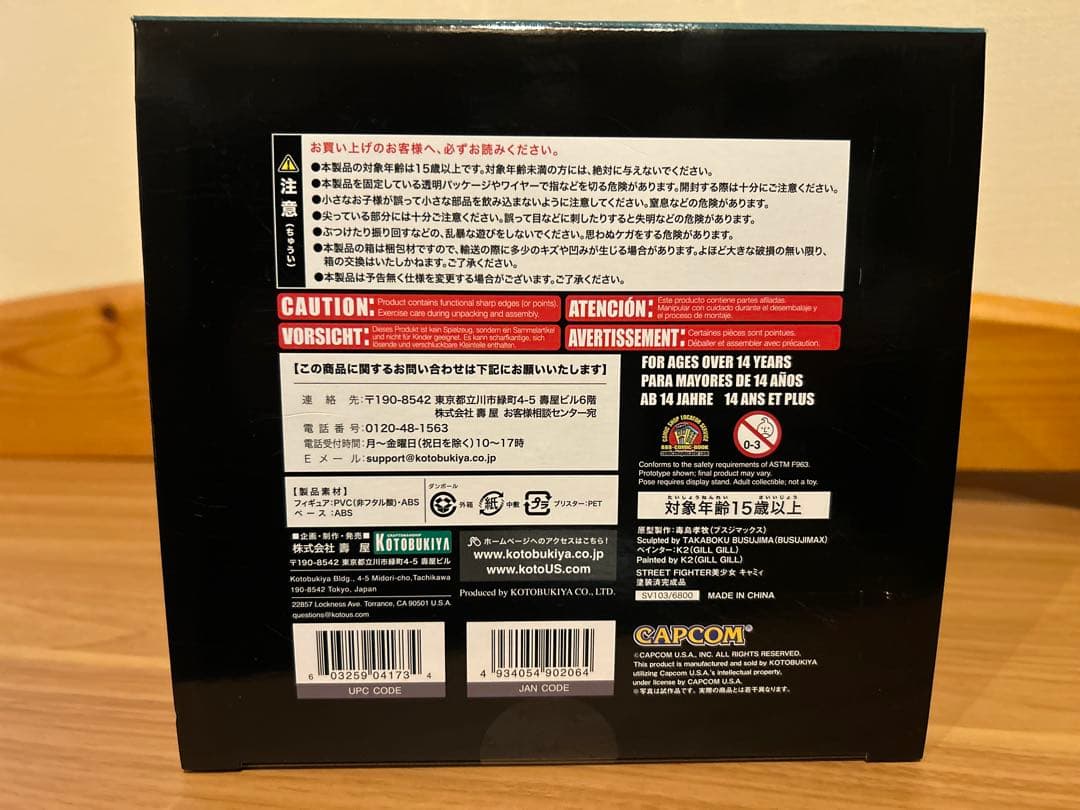 お買い上げのお客様へ、必ずお読みください。
注意(ちゅうい)
●本製品の対象年齢は15歳以上です。対象年齢未満の方には、絶対に与えないでください。
●本製品を固定している透明パッケージやワイヤーで指などを切る危険があります。開封する際は十分にご注意ください。
●小さなお子様が誤って小さな部品を飲み込まないように注意してください。窒息などの危険があります。
●尖っている部分には十分ご注意ください。誤って目などに刺したりすると失明などの危険があります。
●ぶつけたり振り回すなどの、乱暴な遊びをしないでください。思わぬケガをする危険があります。
●本製品の箱は梱包材ですので、輸送の際に多少のキズや凹みが生じる場合があります。よほど大きな破損の無い限り、
箱の交換はいたしかねます。ご了承ください。
●本製品は予告無く仕様を変更する場合がございます。ご了承ください。
CAUTION: Product contains functional sharp edges (or points).
Exercise care during unpacking and assembly.
ATENCIÓN: Este producto contiene partes afiladas.
Manipular con cuidado durante el desembalaje y
el proceso de montaje.
VORSICHT: Dieses Produkt ist kein Spielzeug, sondern ein Sammelartikel
und nicht für Kinder geeignet. Es kann scharfkantige, sich
lösende und verschluckbare Kleinteile enthalten.
AVERTISSEMENT: Certaines pièces sont pointues.
Déballer et assembler avec précaution.
【この商品に関するお問い合わせは下記にお願いいたします】
連絡先:〒190-8542 東京都立川市緑町4-5 壽屋ビル6階
株式会社 壽屋 お客様相談センター宛
電話番号:0120-48-1563
電話受付時間:月〜金曜日(祝日を除く)10〜17時
Eメール:support@kotobukiya.co.jp
FOR AGES OVER 14 YEARS
PARA MAYORES DE 14 AÑOS
AB 14 JAHRE 14 ANS ET PLUS
COMIC SHOP LOCATOR SERVICE
888-COMIC-BOOK
0-3
Conforms to the safety requirements of ASTM F963.
Prototype shown; final product may vary.
Pose requires display stand. Adult collectible; not a toy.
【製品素材】
フィギュア:PVC(非フタル酸)・ABS
ベース:ABS
ダンボール
外箱
紙
中敷
プラ
ブリスター:PET
たいしょうねんれい さいいじょう
対象年齢15歳以上
■企画・制作・発売■
株式会社 壽屋
CRAFTSMANSHIP
KOTOBUKIYA
〒190-8542 東京都立川市緑町4-5 壽屋ビル
Kotobukiya Bldg., 4-5 Midori-cho,Tachikawa
190-8542 Tokyo, Japan
22857 Lockness Ave. Torrance, CA 90501 U.S.A.
questions@kotous.com
ホームページへのアクセスはこちら!
www.kotobukiya.co.jp
www.kotoUS.com
Produced by KOTOBUKIYA CO., LTD.
原型製作:毒島孝牧(ブスジマックス)
Sculpted by TAKABOKU BUSUJIMA(BUSUJIMAX)
ペインター:K2(GILL GILL)
Painted by K2(GILL GILL)
STREET FIGHTER美少女 キャミィ
塗装済完成品
SV103/6800 MADE IN CHINA
6 03259 04173 4
UPC CODE
4 934054 902064
JAN CODE
CAPCOM®
©CAPCOM U.S.A., INC. ALL RIGHTS RESERVED.
This product is manufactured and sold by KOTOBUKIYA
utilizing Capcom U.S.A.'s intellectual property,
under license by CAPCOM U.S.A.
※写真は試作品です。実際の商品とは若干異なります。